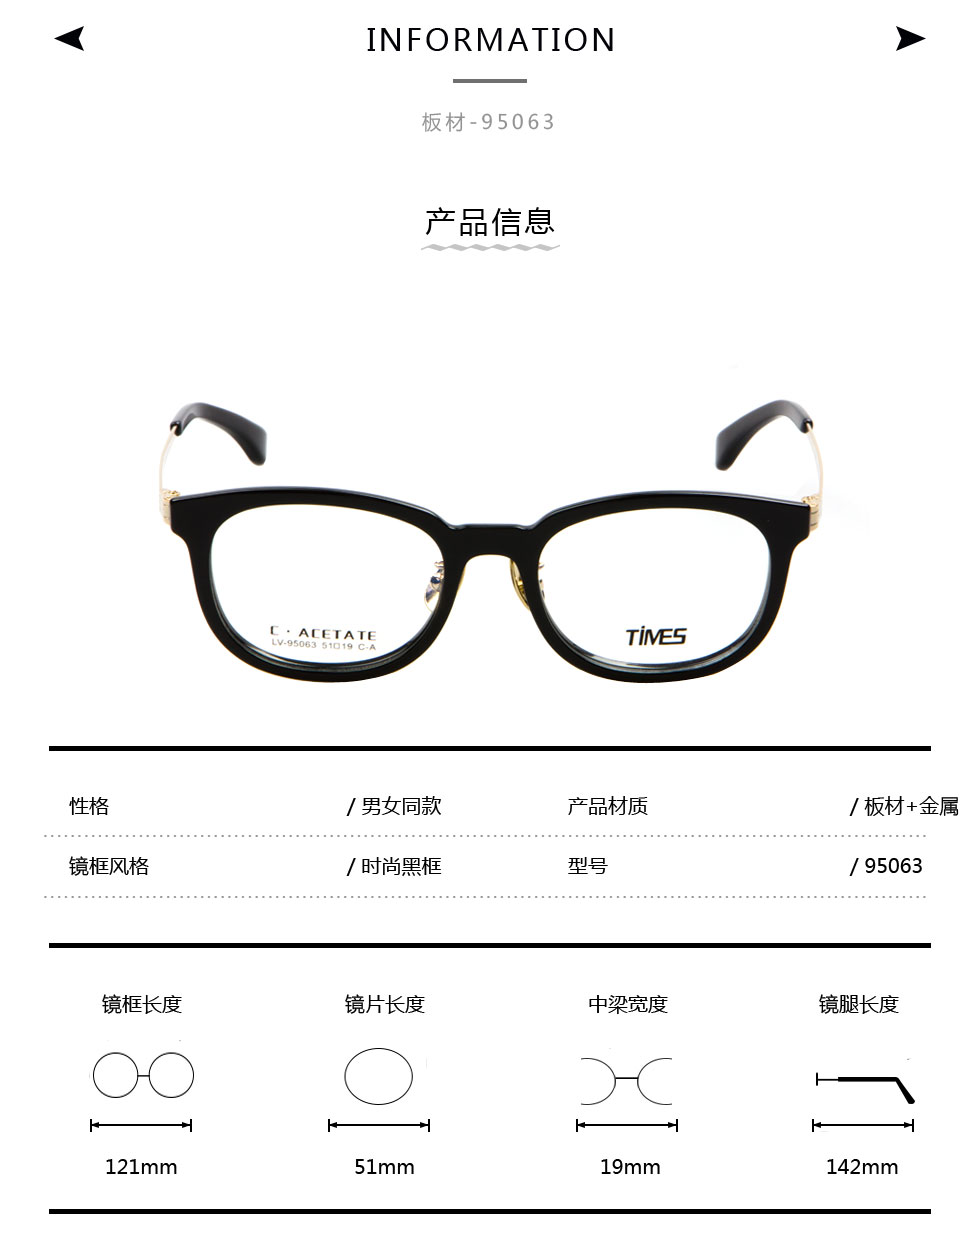 INFORMATION
板材-95063
产品信息
C · ACETATE
LV-95063 51□19 C-A
TIMES
性格 / 男女同款 产品材质 / 板材+金属
镜框风格 / 时尚黑框 型号 / 95063
镜框长度 镜片长度 中梁宽度 镜腿长度
121mm 51mm 19mm 142mm